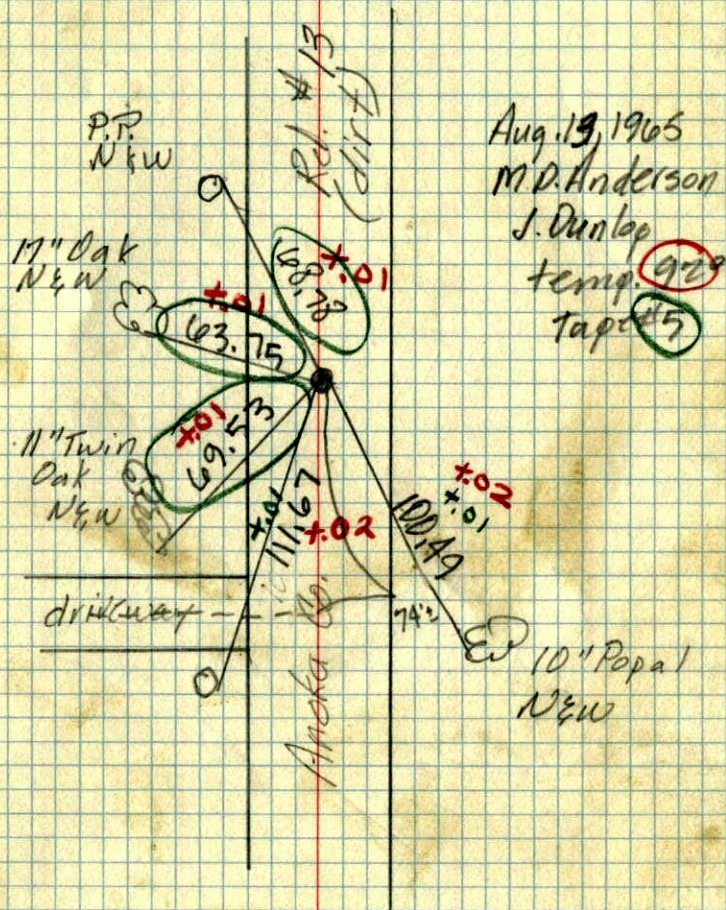 P.P.
N & W
Rd. # 13
(dirt)
Aug. 13, 1965
M.D. Anderson
J. Dunlap
temp. 92°
Tape #5
17" Oak
N & W
+.01
63.75
+.01
68.78
+.01
69.53
11" Twin
Oak
N & W
+.01
111.67
+.02
+.02
+.01
100.49
driveway
74'±
Anoka Co.
10" Popal
N & W